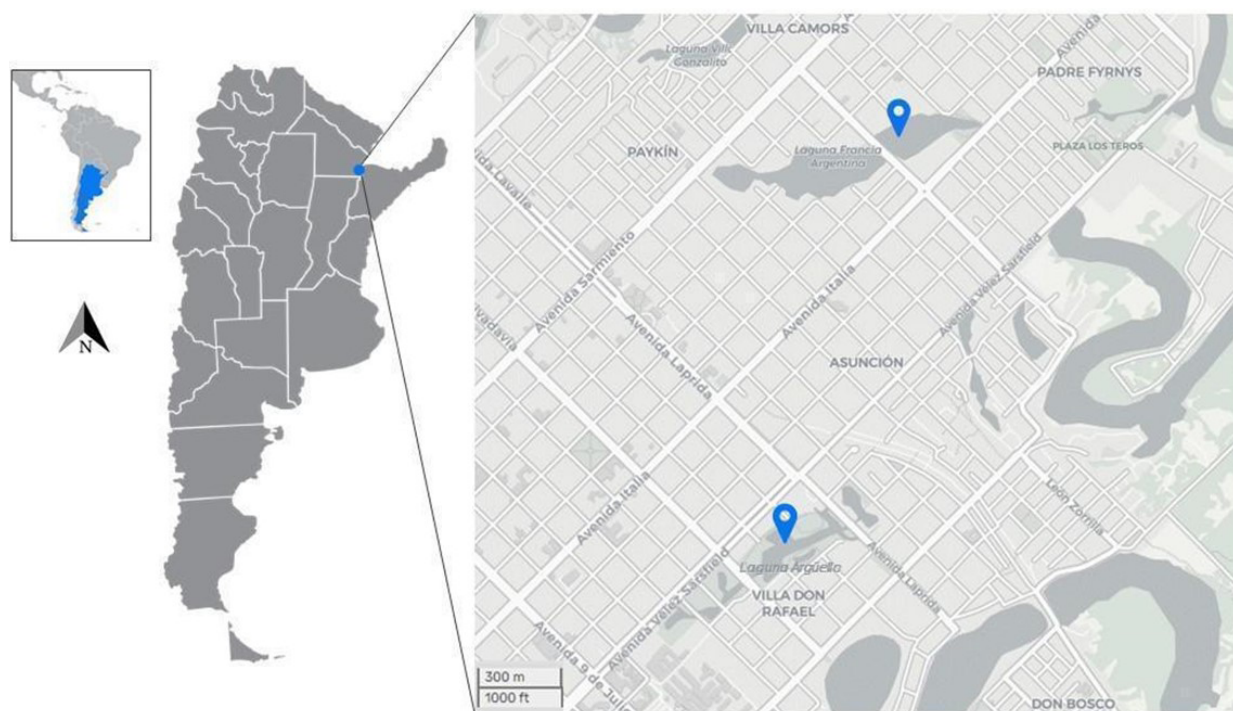 VILLA CAMORS
Laguna Villa
Gonzalito
Avenida
PADRE FYRNYS
PAYKÍN
Laguna Francia
Argentina
PLAZA LOS TEROS
Lavalle
Avenida Sarmiento
Avenida Italia
Avenida Vélez Sarsfield
N
Avenida Laprida
ASUNCIÓN
Avenida Italia
León Zorrilla
Laguna Argüello
Avenida Vélez Sarsfield
VILLA DON
RAFAEL
Avenida Laprida
Avenida 9 de Julio
300 m
1000 ft
DON BOSCO